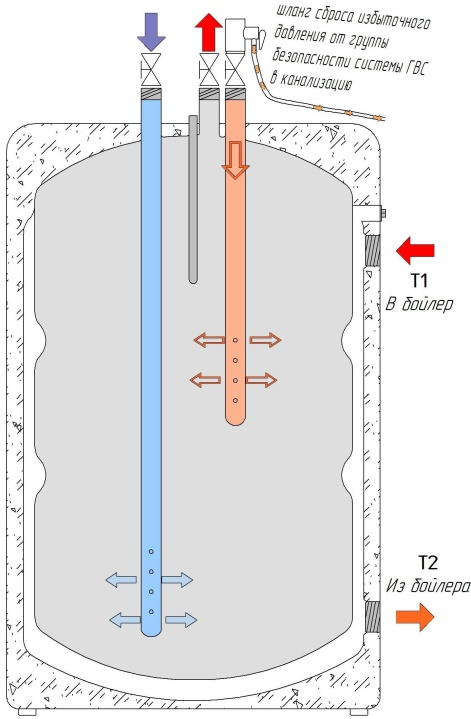 шланг сброса избыточного
давления от группы
безопасности системы ГВС
в канализацию
T1
В бойлер
T2
Из бойлера